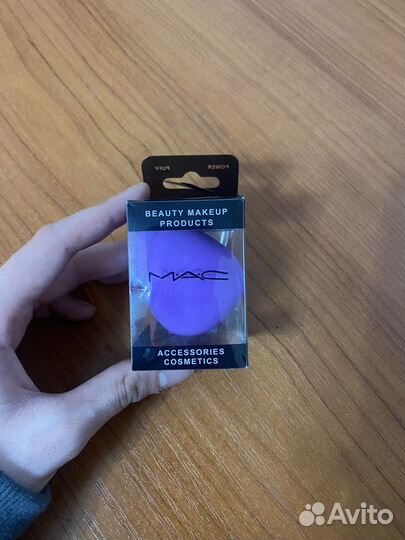 POWER PUFF
BEAUTY MAKEUP
PRODUCTS
M·A·C
ACCESSORIES
COSMETICS
Avito